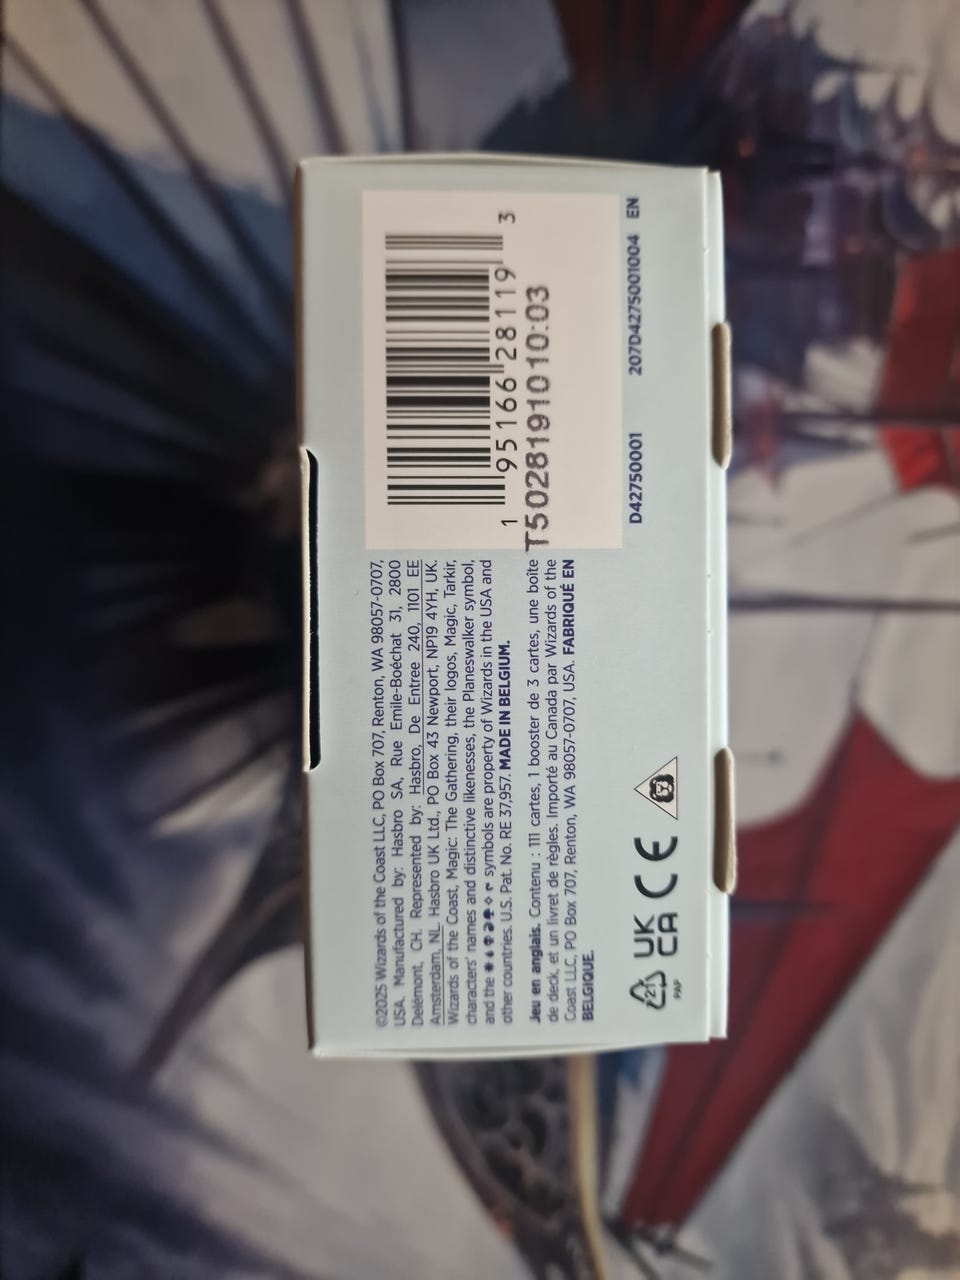 ©2025 Wizards of the Coast LLC, PO Box 707, Renton, WA 98057-0707,
USA. Manufactured by: Hasbro SA, Rue Emile-Boéchat 31, 2800
Delémont, CH. Represented by: Hasbro, De Entree 240, 1101 EE
Amsterdam, NL. Hasbro UK Ltd., PO Box 43 Newport, NP19 4YH, UK.
Wizards of the Coast, Magic: The Gathering, their logos, Magic, Tarkir,
characters' names and distinctive likenesses, the Planeswalker symbol,
and the symbols are property of Wizards in the USA and
other countries. U.S. Pat. No. RE 37,957. MADE IN BELGIUM.
Jeu en anglais. Contenu : 111 cartes, 1 booster de 3 cartes, une boîte
de deck, et un livret de règles. Importé au Canada par Wizards of the
Coast LLC, PO Box 707, Renton, WA 98057-0707, USA. FABRIQUÉ EN
BELGIQUE.
21
PAP
UK
CA
CE
1 95166 28119 3
T502819101 0:03
D42750001 207D4275001004 EN